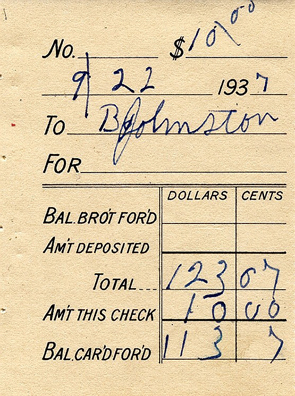 No. $10.00
9/22 1937
To B Johnston
For
Dollars Cents
Bal. Bro't For'd
Am't Deposited
Total 123 07
Am't This Check 10 00
Bal. Car'd For'd 113 7